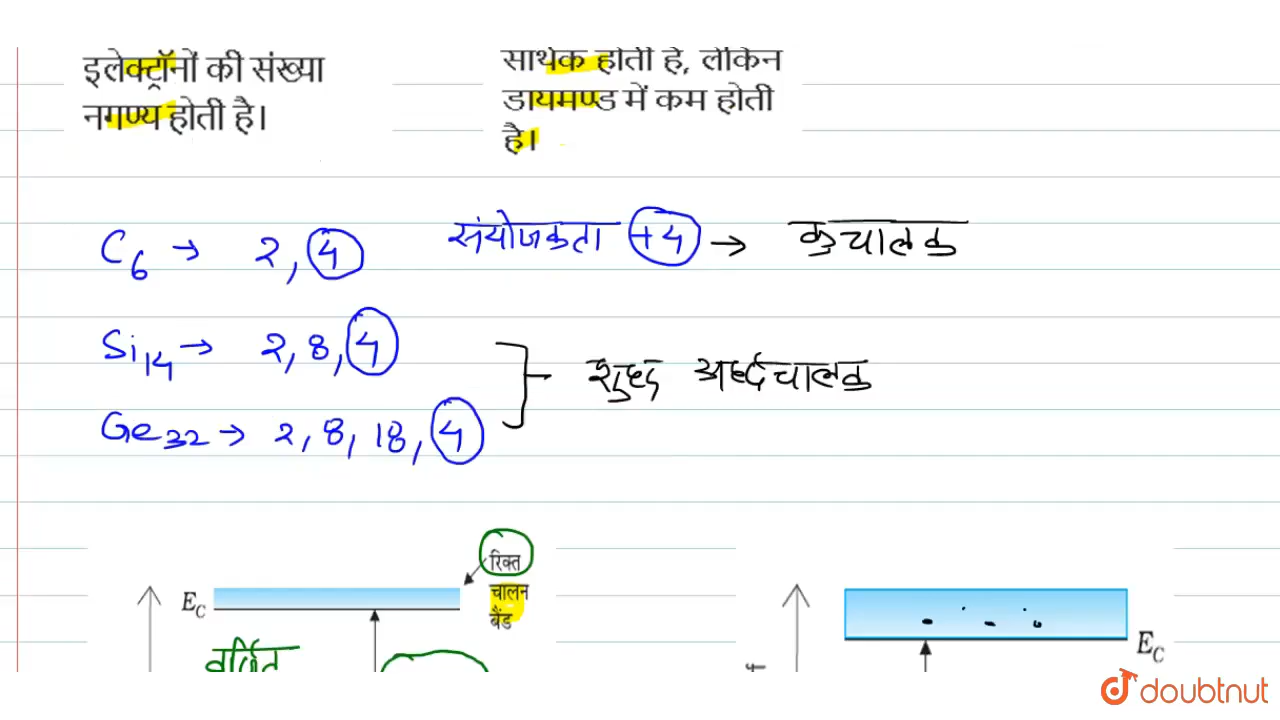 इलेक्ट्रॉनों की संख्या
नगण्य होती है।
सार्थक होती है, लेकिन
डायमण्ड में कम होती
है।
C6 → 2, 4 संयोजकता +4 → कुचालक
Si14 → 2, 8, 4
शुद्ध अर्द्धचालक
Ge32 → 2, 8, 18, 4
रिक्त
चालन
बैंड
EC
वर्जित
EC
doubtnut